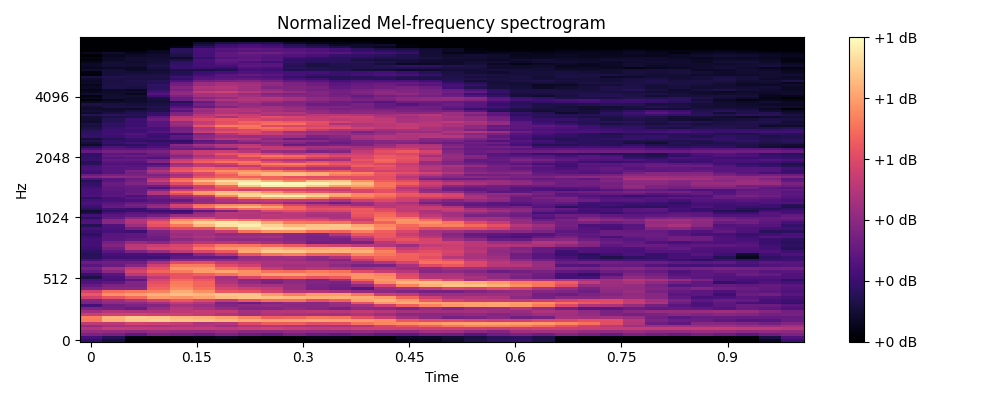 Normalized Mel-frequency spectrogram
+1 dB
4096
+1 dB
2048
+1 dB
Hz
1024
+0 dB
512
+0 dB
0
+0 dB
0 0.15 0.3 0.45 0.6 0.75 0.9
Time